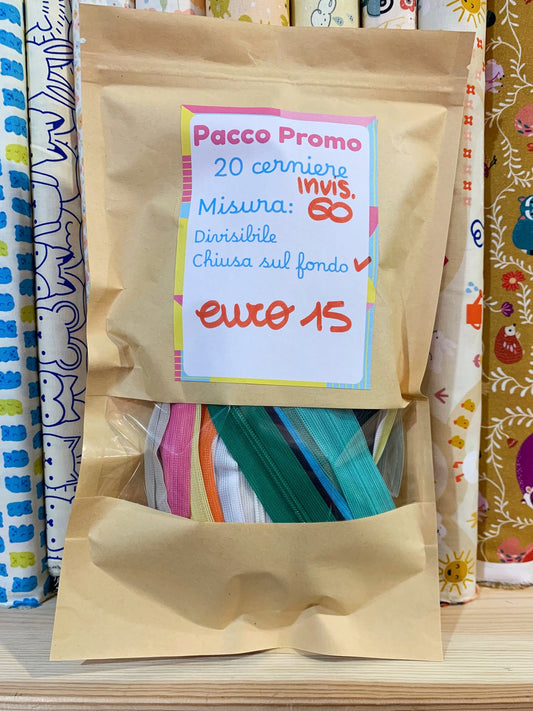 Pacco Promo
20 cerniere
invis.
Misura: 60
Divisibile
Chiusa sul fondo ✓
euro 15